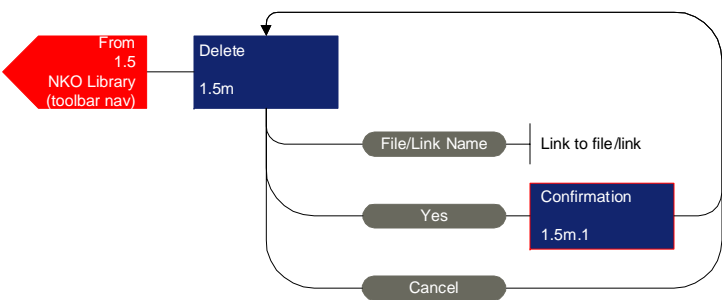 From
1.5
NKO Library
(toolbar nav)
Delete
1.5m
File/Link Name
Link to file/link
Yes
Confirmation
1.5m.1
Cancel